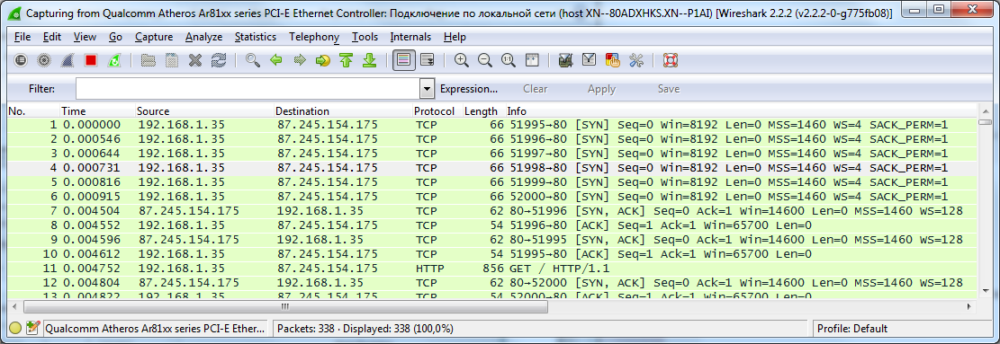 Capturing from Qualcomm Atheros Ar81xx series PCI-E Ethernet Controller: Подключение по локальной сети (host XN--80ADXHKS.XN--P1AI) [Wireshark 2.2.2 (v2.2.2-0-g775fb08)]
File Edit View Go Capture Analyze Statistics Telephony Tools Internals Help
1:1
Filter: Expression... Clear Apply Save
No. Time Source Destination Protocol Length Info
1 0.000000 192.168.1.35 87.245.154.175 TCP 66 51995→80 [SYN] Seq=0 Win=8192 Len=0 MSS=1460 WS=4 SACK_PERM=1
2 0.000546 192.168.1.35 87.245.154.175 TCP 66 51996→80 [SYN] Seq=0 Win=8192 Len=0 MSS=1460 WS=4 SACK_PERM=1
3 0.000644 192.168.1.35 87.245.154.175 TCP 66 51997→80 [SYN] Seq=0 Win=8192 Len=0 MSS=1460 WS=4 SACK_PERM=1
4 0.000731 192.168.1.35 87.245.154.175 TCP 66 51998→80 [SYN] Seq=0 Win=8192 Len=0 MSS=1460 WS=4 SACK_PERM=1
5 0.000816 192.168.1.35 87.245.154.175 TCP 66 51999→80 [SYN] Seq=0 Win=8192 Len=0 MSS=1460 WS=4 SACK_PERM=1
6 0.000915 192.168.1.35 87.245.154.175 TCP 66 52000→80 [SYN] Seq=0 Win=8192 Len=0 MSS=1460 WS=4 SACK_PERM=1
7 0.004504 87.245.154.175 192.168.1.35 TCP 62 80→51996 [SYN, ACK] Seq=0 Ack=1 Win=14600 Len=0 MSS=1460 WS=128
8 0.004552 192.168.1.35 87.245.154.175 TCP 54 51996→80 [ACK] Seq=1 Ack=1 Win=65700 Len=0
9 0.004596 87.245.154.175 192.168.1.35 TCP 62 80→51995 [SYN, ACK] Seq=0 Ack=1 Win=14600 Len=0 MSS=1460 WS=128
10 0.004612 192.168.1.35 87.245.154.175 TCP 54 51995→80 [ACK] Seq=1 Ack=1 Win=65700 Len=0
11 0.004752 192.168.1.35 87.245.154.175 HTTP 856 GET / HTTP/1.1
12 0.004804 87.245.154.175 192.168.1.35 TCP 62 80→52000 [SYN, ACK] Seq=0 Ack=1 Win=14600 Len=0 MSS=1460 WS=128
13 0.004822 192.168.1.35 87.245.154.175 TCP 54 52000→80 [ACK] Seq=1 Ack=1 Win=65700 Len=0
Qualcomm Atheros Ar81xx series PCI-E Ether... Packets: 338 · Displayed: 338 (100,0%) Profile: Default